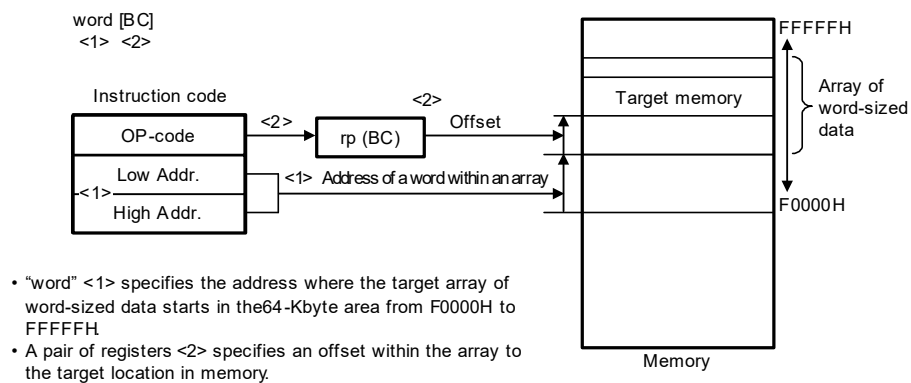 word [BC]
<1> <2>
FFFFFH
Instruction code
<2>
Array of
word-sized
data
Target memory
OP-code
<2>
rp (BC)
Offset
Low Addr.
<1>
High Addr.
<1> Address of a word within an array
F0000H
• “word” <1> specifies the address where the target array of
word-sized data starts in the64-Kbyte area from F0000H to
FFFFFH.
• A pair of registers <2> specifies an offset within the array to
the target location in memory.
Memory